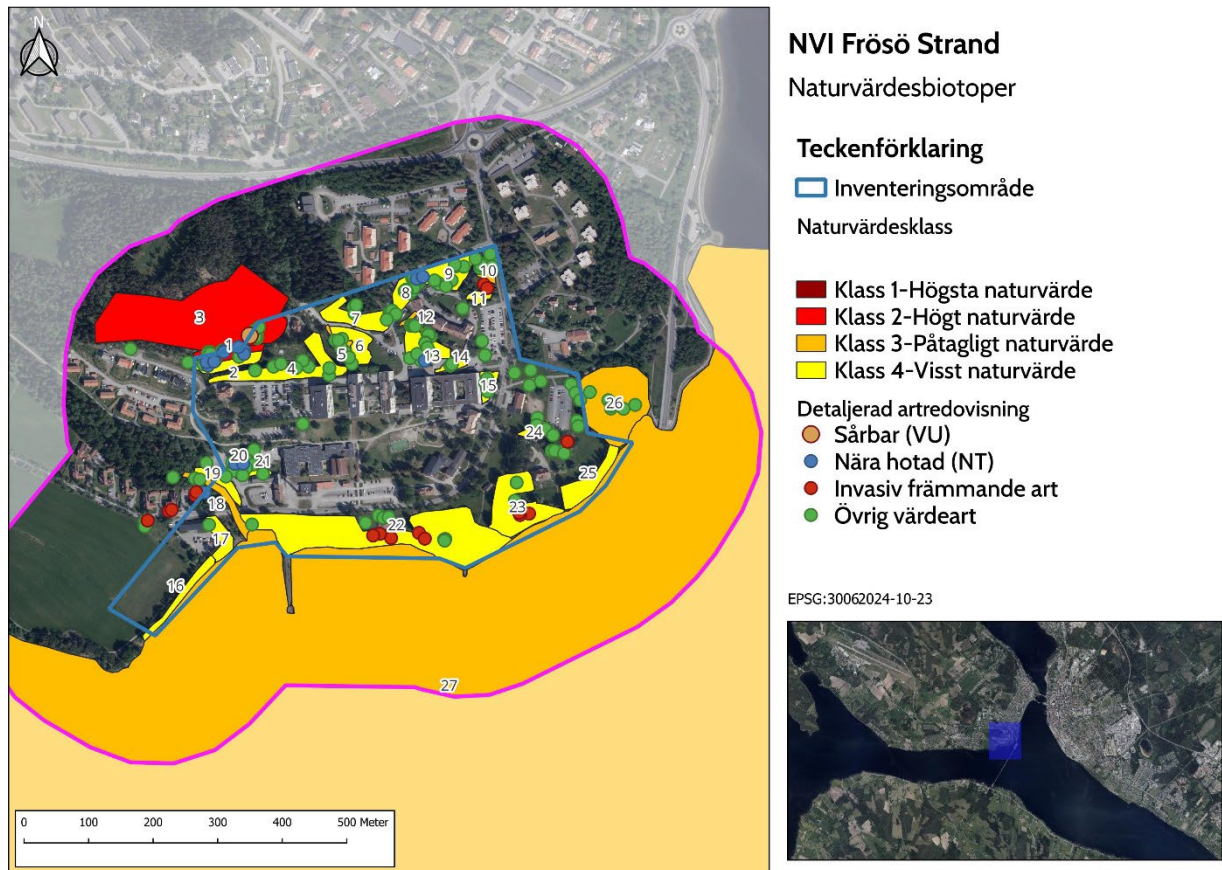 N
NVI Frösö Strand
Naturvärdesbiotoper
Teckenförklaring
Inventeringsområde
Naturvärdesklass
Klass 1-Högsta naturvärde
Klass 2-Högt naturvärde
Klass 3-Påtagligt naturvärde
Klass 4-Visst naturvärde
Detaljerad artredovisning
Sårbar (VU)
Nära hotad (NT)
Invasiv främmande art
Övrig värdeart
EPSG:30062024-10-23
9
10
8
11
3
7
12
1
5
6
13
14
2
4
15
26
24
20
21
19
25
18
23
22
17
16
27
0 100 200 300 400 500 Meter